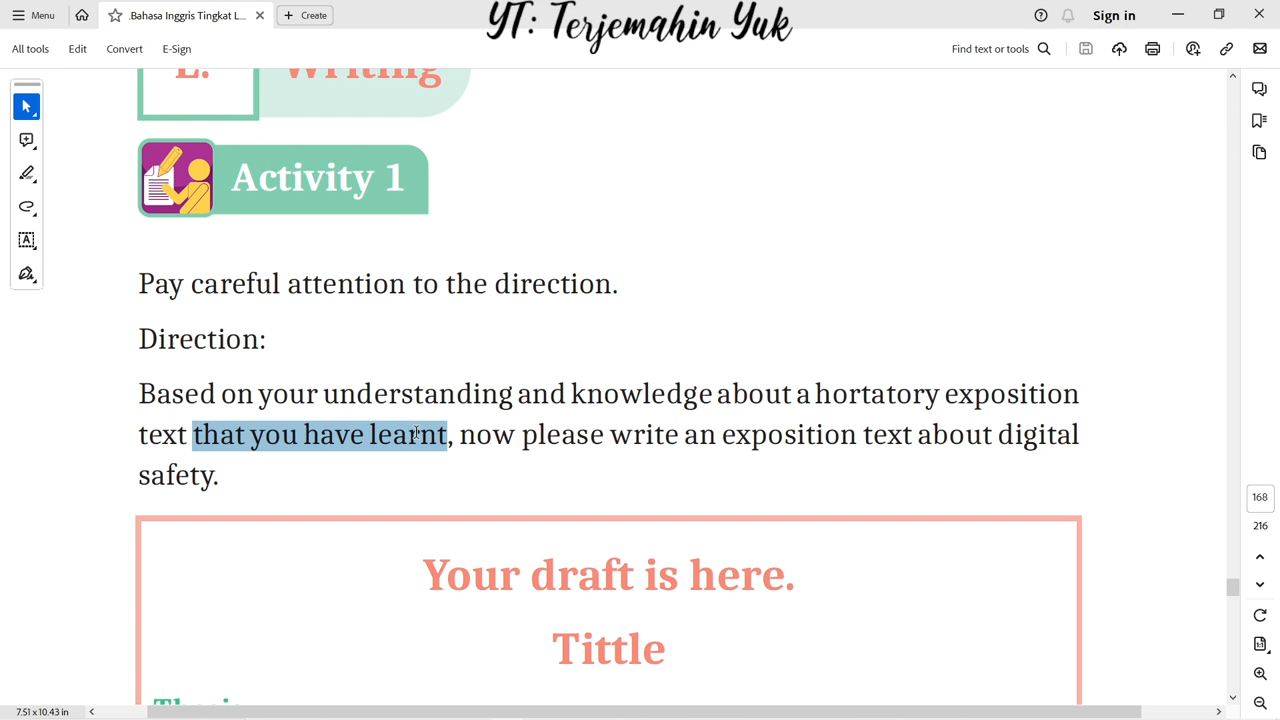 Menu
.Bahasa Inggris Tingkat L...
Create
YT: Terjemahin Yuk
Sign in
All tools
Edit
Convert
E-Sign
Find text or tools
E.
Writing
Activity 1
Pay careful attention to the direction.
Direction:
Based on your understanding and knowledge about a hortatory exposition
text that you have learnt, now please write an exposition text about digital
safety.
Your draft is here.
Tittle
Thesis
168
216
7.51 x 10.43 in